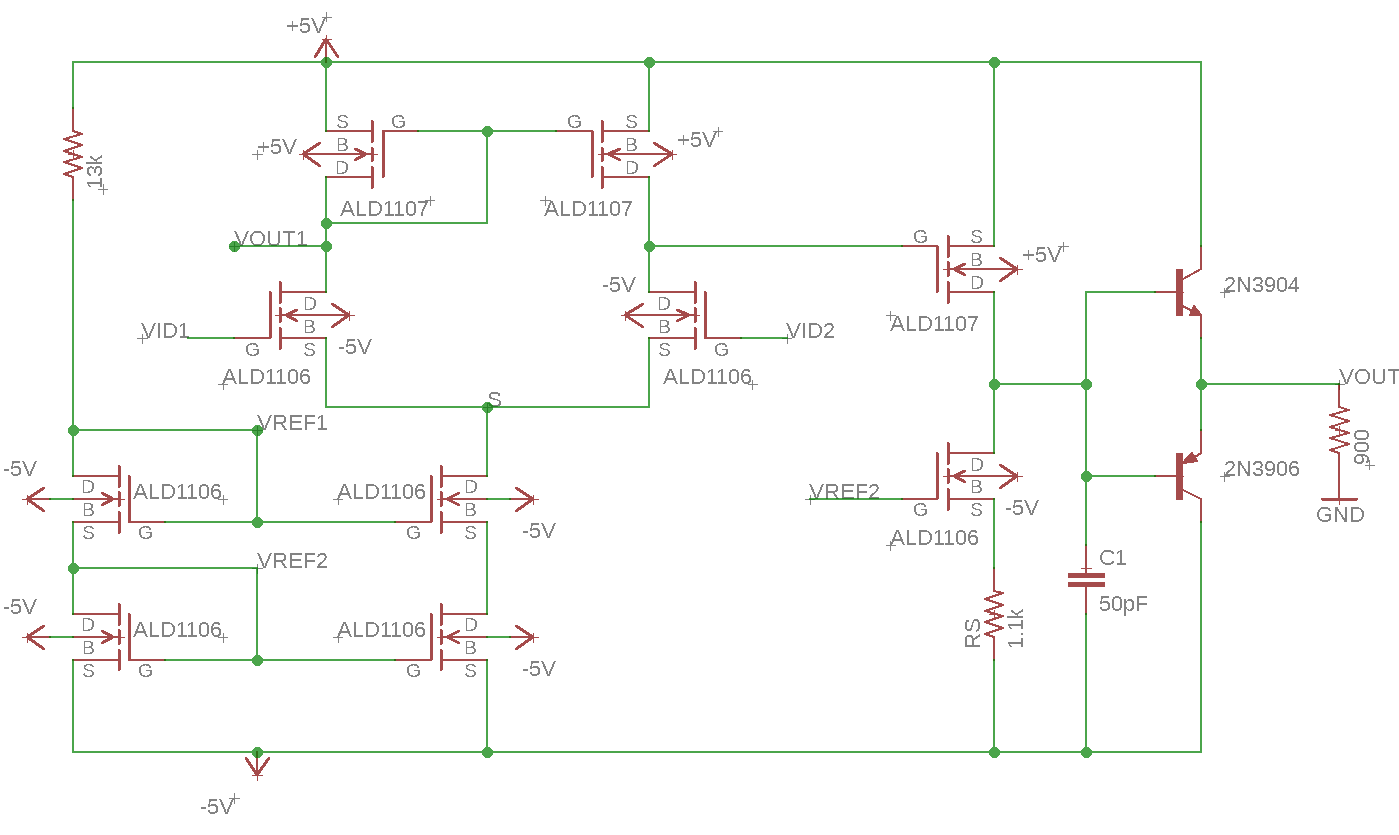 +5V
S
G
G
S
+5V
B
B
+5V
D
D
13k
ALD1107
ALD1107
VOUT1
G
S
B
+5V
D
-5V
2N3904
D
D
VID1
B
B
VID2
ALD1107
G
S
-5V
S
G
ALD1106
ALD1106
VOUT
S
VREF1
900
-5V
D
ALD1106
ALD1106
D
D
2N3906
B
B
VREF2
B
S
G
G
S
-5V
G
S
-5V
GND
ALD1106
VREF2
C1
-5V
50pF
D
ALD1106
ALD1106
D
RS
1.1k
B
B
S
G
G
S
-5V
-5V